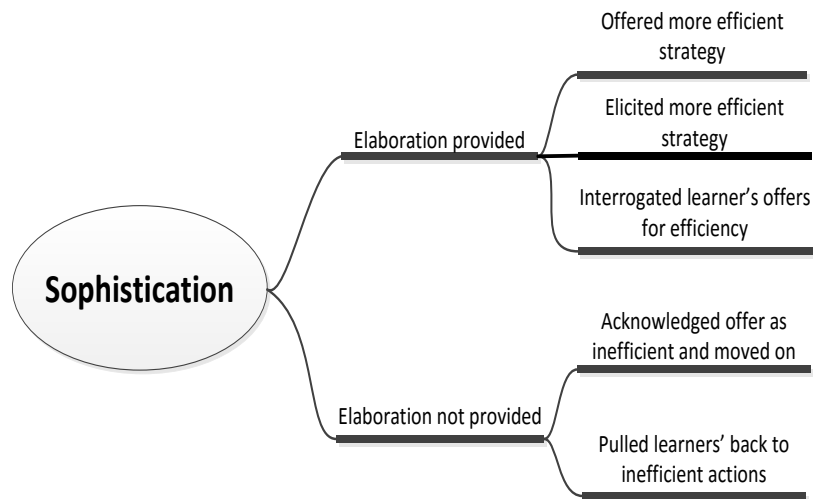 Offered more efficient
strategy
Elaboration provided
Elicited more efficient
strategy
Interrogated learner's offers
for efficiency
Sophistication
Acknowledged offer as
inefficient and moved on
Elaboration not provided
Pulled learners' back to
inefficient actions